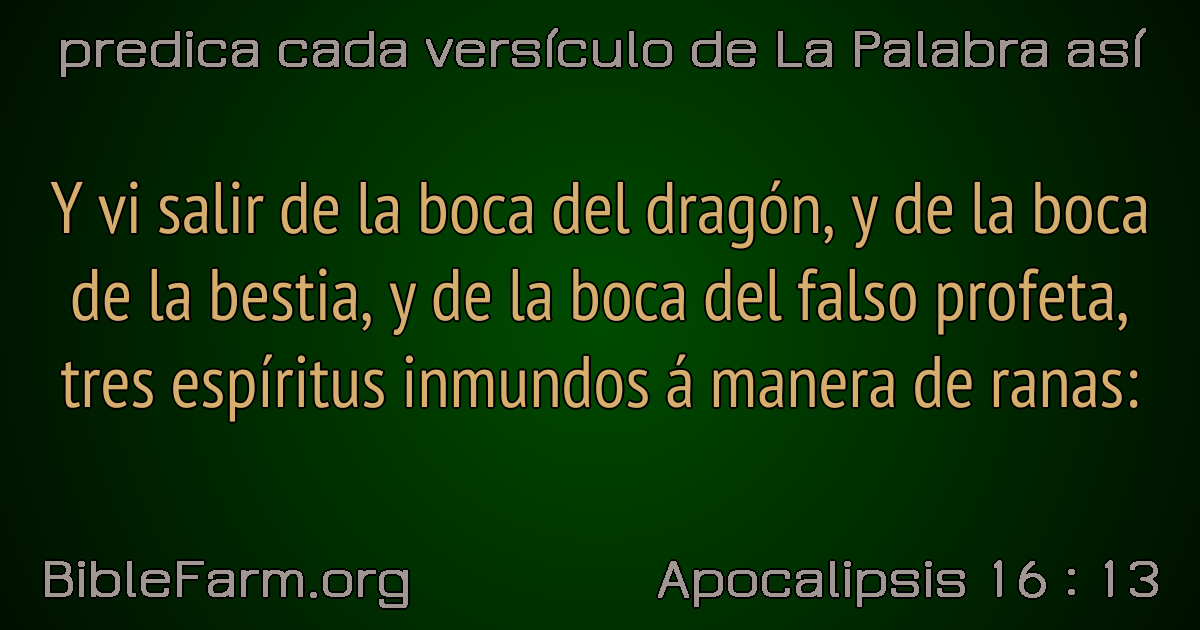 predica cada versículo de La Palabra así
Y vi salir de la boca del dragón, y de la boca
de la bestia, y de la boca del falso profeta,
tres espíritus inmundos á manera de ranas:
BibleFarm.org
Apocalipsis 16 : 13